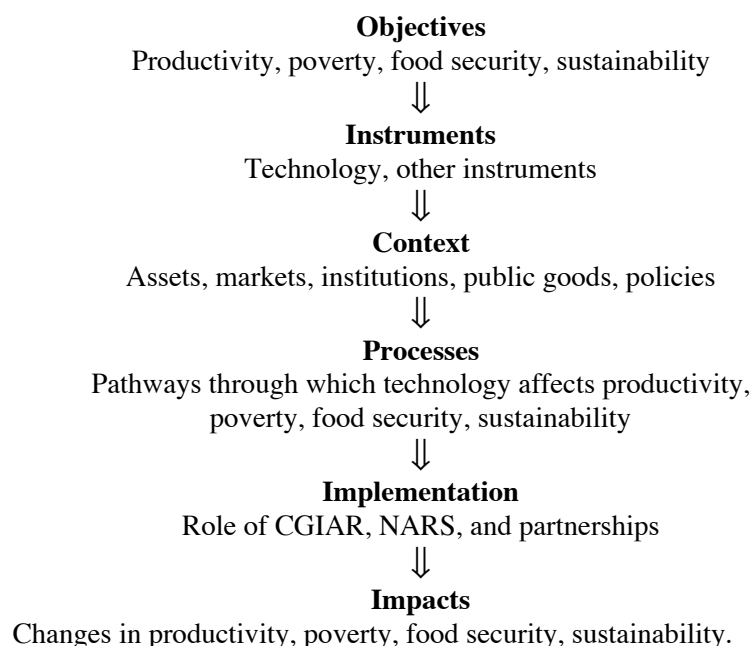 Objectives
Productivity, poverty, food security, sustainability
⇓
Instruments
Technology, other instruments
⇓
Context
Assets, markets, institutions, public goods, policies
⇓
Processes
Pathways through which technology affects productivity,
poverty, food security, sustainability
⇓
Implementation
Role of CGIAR, NARS, and partnerships
⇓
Impacts
Changes in productivity, poverty, food security, sustainability.